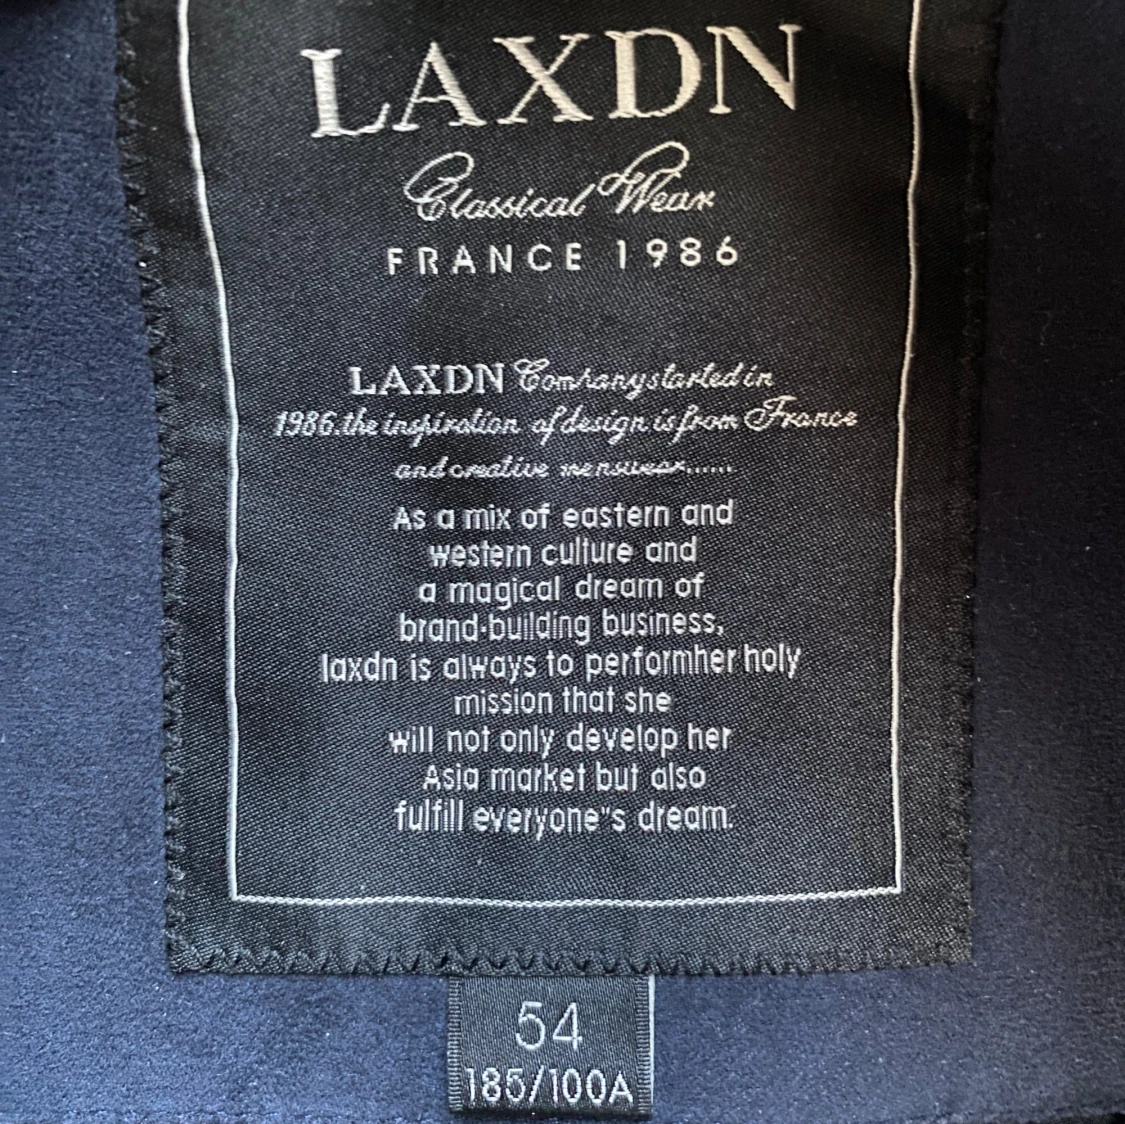 LAXDN
Classical Wear
FRANCE 1986
LAXDN Companystarted in
1986.the inspiration of design is from France
and creative menswear......
As a mix of eastern and
western culture and
a magical dream of
brand-building business,
laxdn is always to performher holy
mission that she
will not only develop her
Asia market but also
fulfill everyone"s dream.
54
185/100A